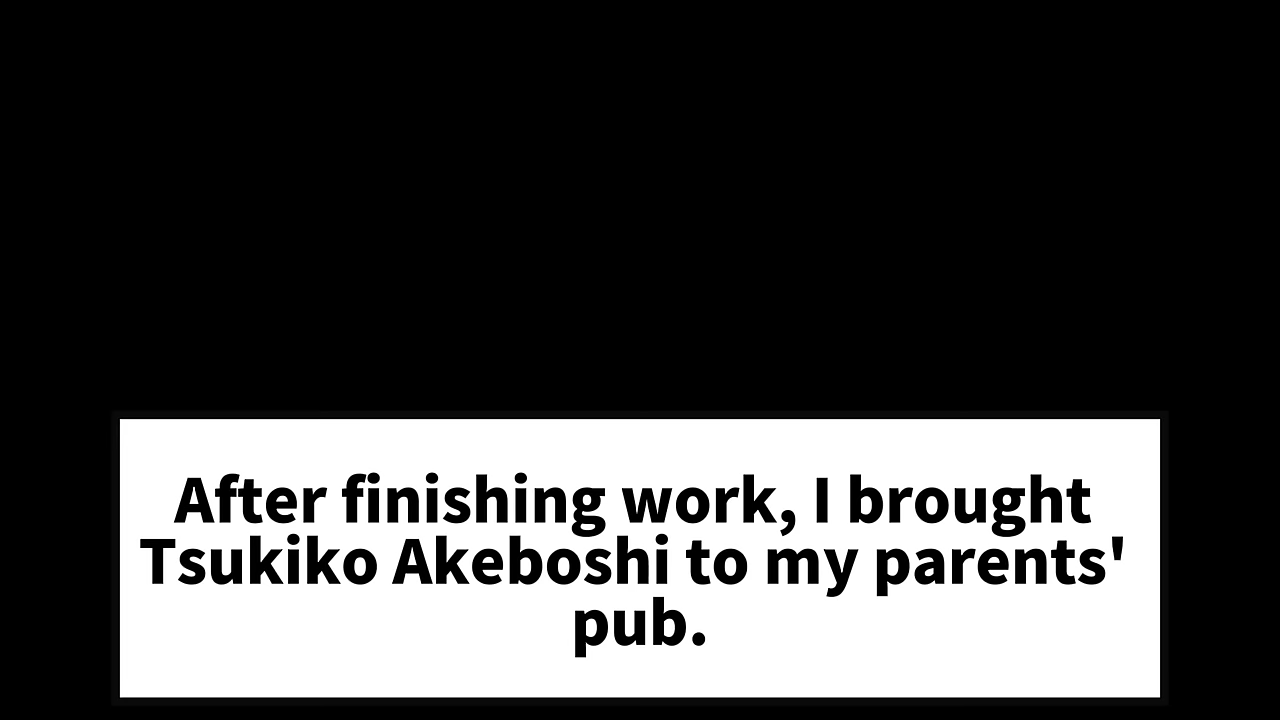 After finishing work, I brought
Tsukiko Akeboshi to my parents'
pub.